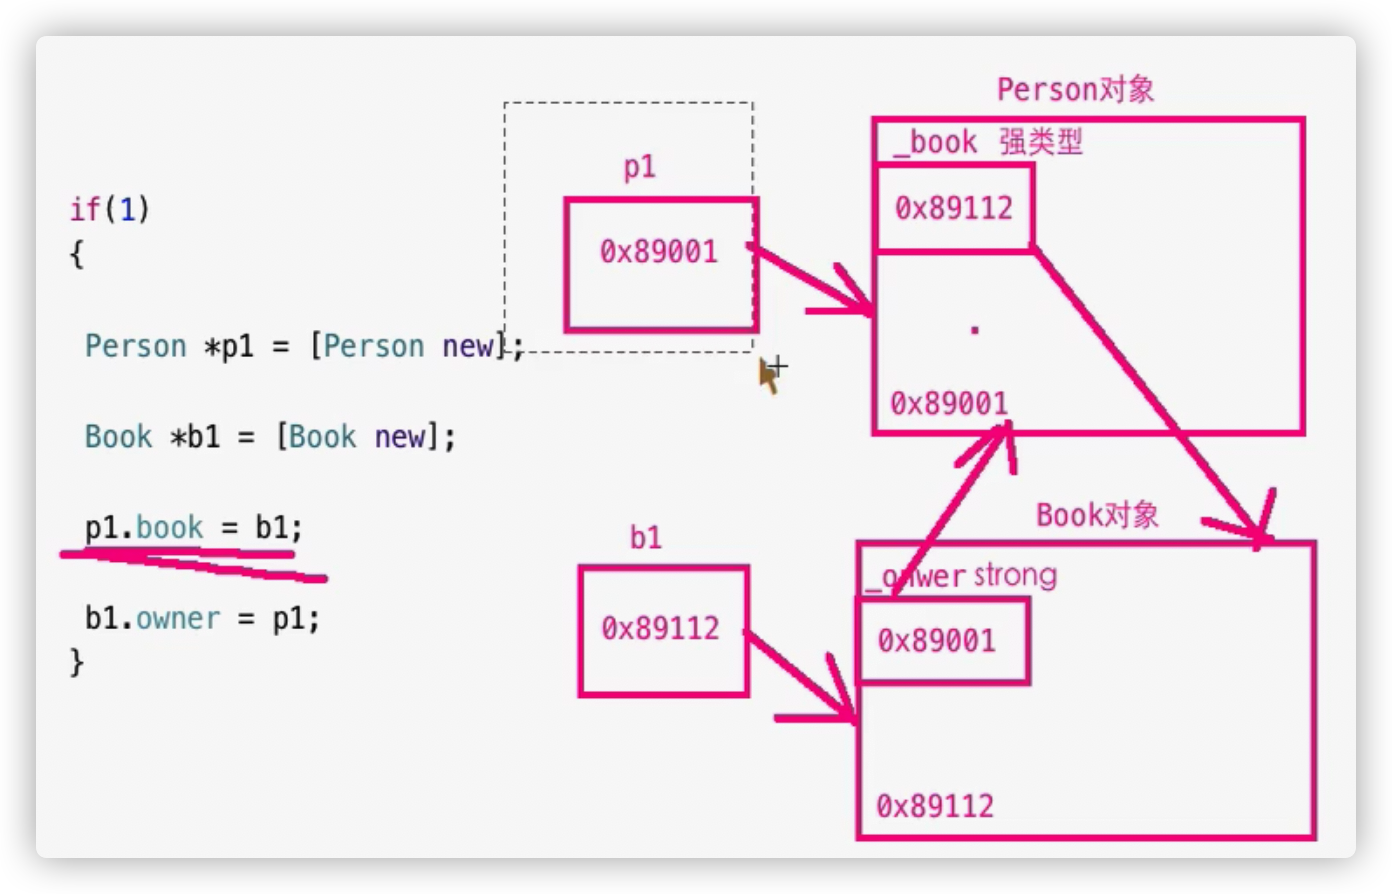 if(1)
{
Person *p1 = [Person new];
Book *b1 = [Book new];
p1.book = b1;
b1.owner = p1;
}
p1
0x89001
Person对象
_book 强类型
0x89112
0x89001
b1
0x89112
Book对象
_onwer strong
0x89001
0x89112